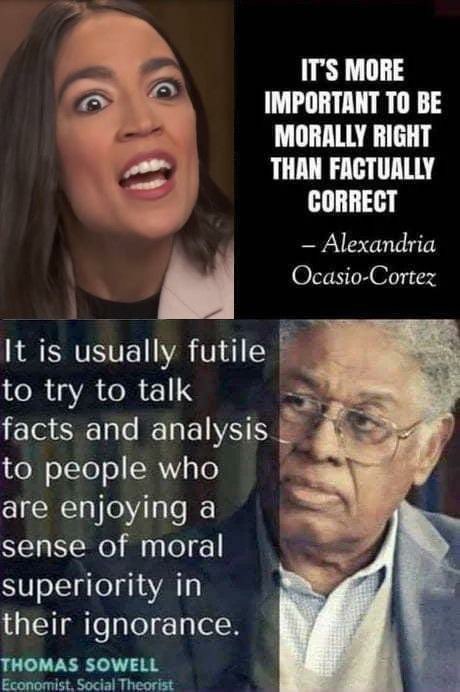 IT'S MORE
IMPORTANT TO BE
MORALLY RIGHT
THAN FACTUALLY
CORRECT
– Alexandria
Ocasio-Cortez
It is usually futile
to try to talk
facts and analysis
to people who
are enjoying a
sense of moral
superiority in
their ignorance.
THOMAS SOWELL
Economist, Social Theorist